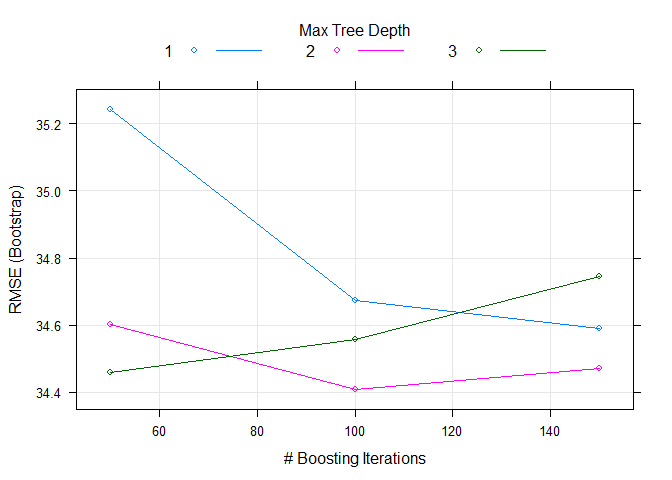 Max Tree Depth
1 2 3
35.2
35.0
34.8
34.6
34.4
RMSE (Bootstrap)
60 80 100 120 140
# Boosting Iterations